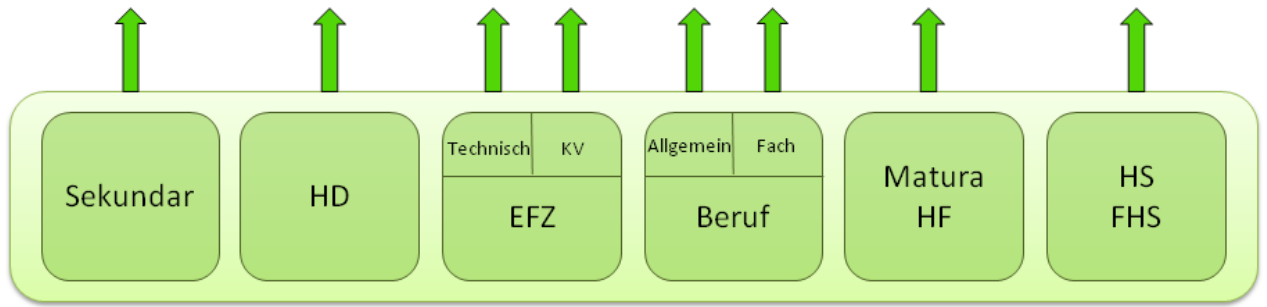 Sekundar
HD
Technisch
KV
EFZ
Allgemein
Fach
Beruf
Matura
HF
HS
FHS